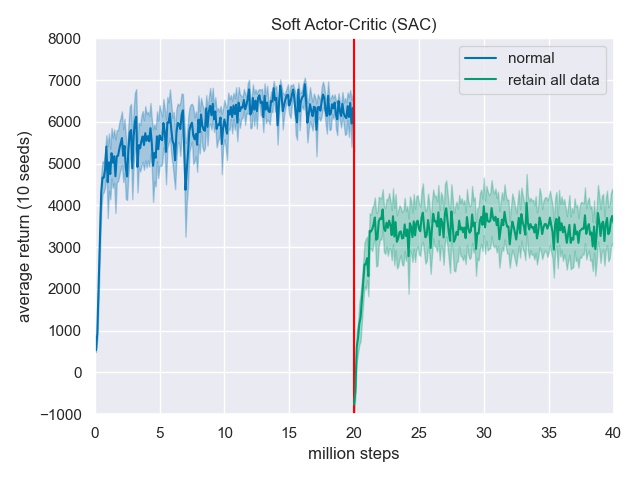 Soft Actor-Critic (SAC)
8000
7000
6000
5000
4000
3000
2000
1000
0
−1000
average return (10 seeds)
normal
retain all data
0 5 10 15 20 25 30 35 40
million steps